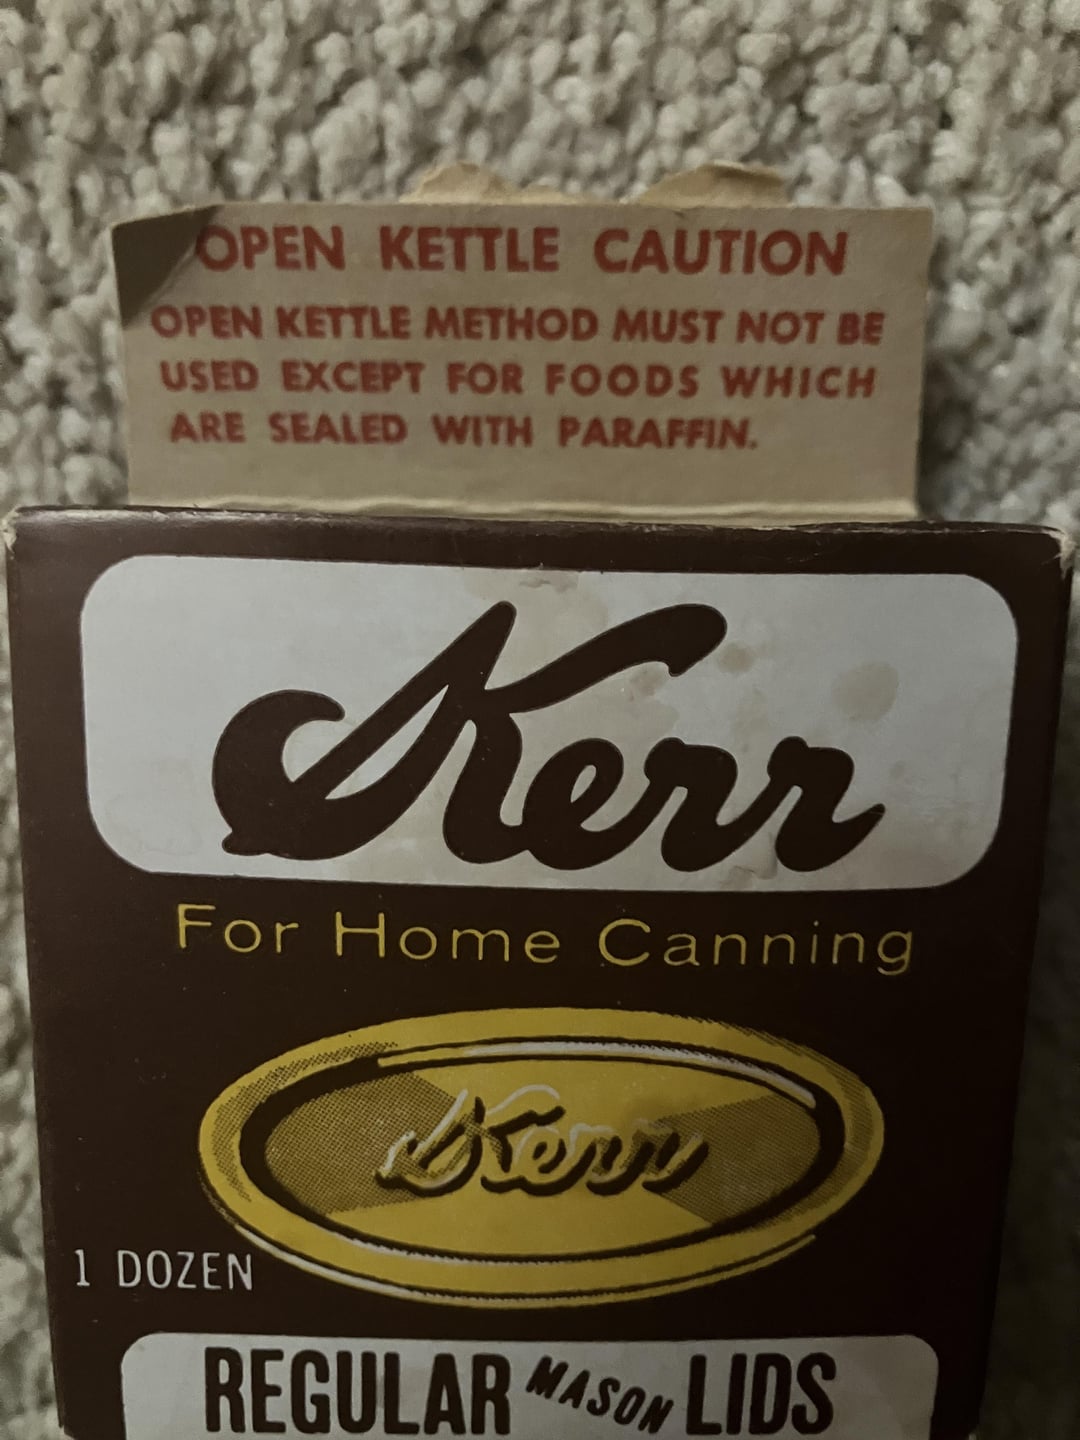 OPEN KETTLE CAUTION
OPEN KETTLE METHOD MUST NOT BE
USED EXCEPT FOR FOODS WHICH
ARE SEALED WITH PARAFFIN.
Kerr
For Home Canning
Kerr
1 DOZEN
REGULAR MASON LIDS